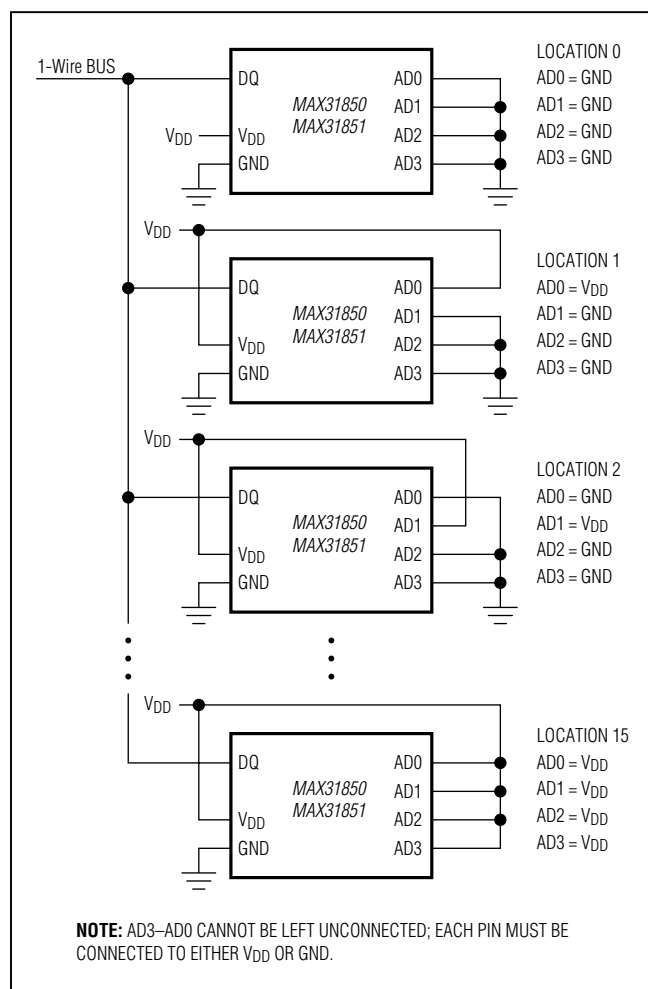 1-Wire BUS
DQ
VDD
VDD
GND
MAX31850
MAX31851
AD0
AD1
AD2
AD3
LOCATION 0
AD0 = GND
AD1 = GND
AD2 = GND
AD3 = GND
VDD
DQ
VDD
GND
MAX31850
MAX31851
AD0
AD1
AD2
AD3
LOCATION 1
AD0 = VDD
AD1 = GND
AD2 = GND
AD3 = GND
VDD
DQ
VDD
GND
MAX31850
MAX31851
AD0
AD1
AD2
AD3
LOCATION 2
AD0 = GND
AD1 = VDD
AD2 = GND
AD3 = GND
VDD
DQ
VDD
GND
MAX31850
MAX31851
AD0
AD1
AD2
AD3
LOCATION 15
AD0 = VDD
AD1 = VDD
AD2 = VDD
AD3 = VDD
NOTE: AD3–AD0 CANNOT BE LEFT UNCONNECTED; EACH PIN MUST BE
CONNECTED TO EITHER VDD OR GND.